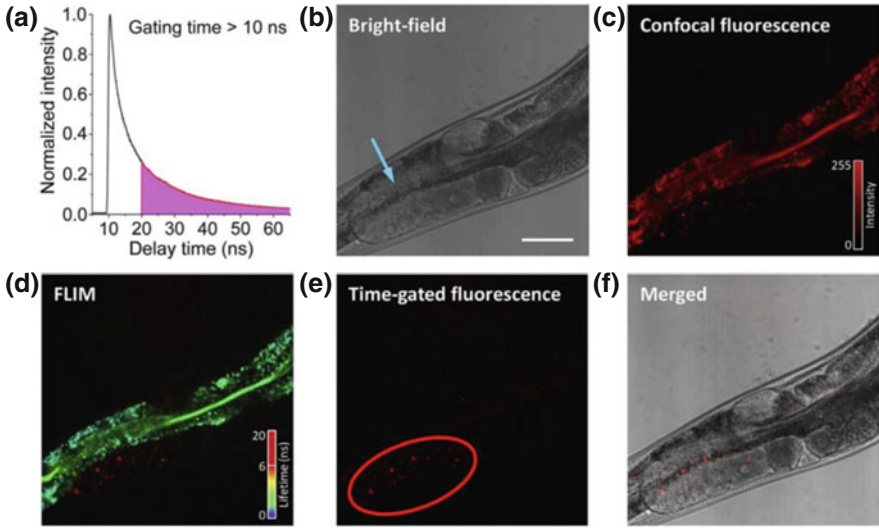 (a)
Gating time > 10 ns
Normalized intensity
1.0
0.8
0.6
0.4
0.2
0.0
10 20 30 40 50 60
Delay time (ns)
(b)
Bright-field
(c)
Confocal fluorescence
255
0
Intensity
(d)
FLIM
20
6
0
Lifetime (ns)
(e)
Time-gated fluorescence
(f)
Merged